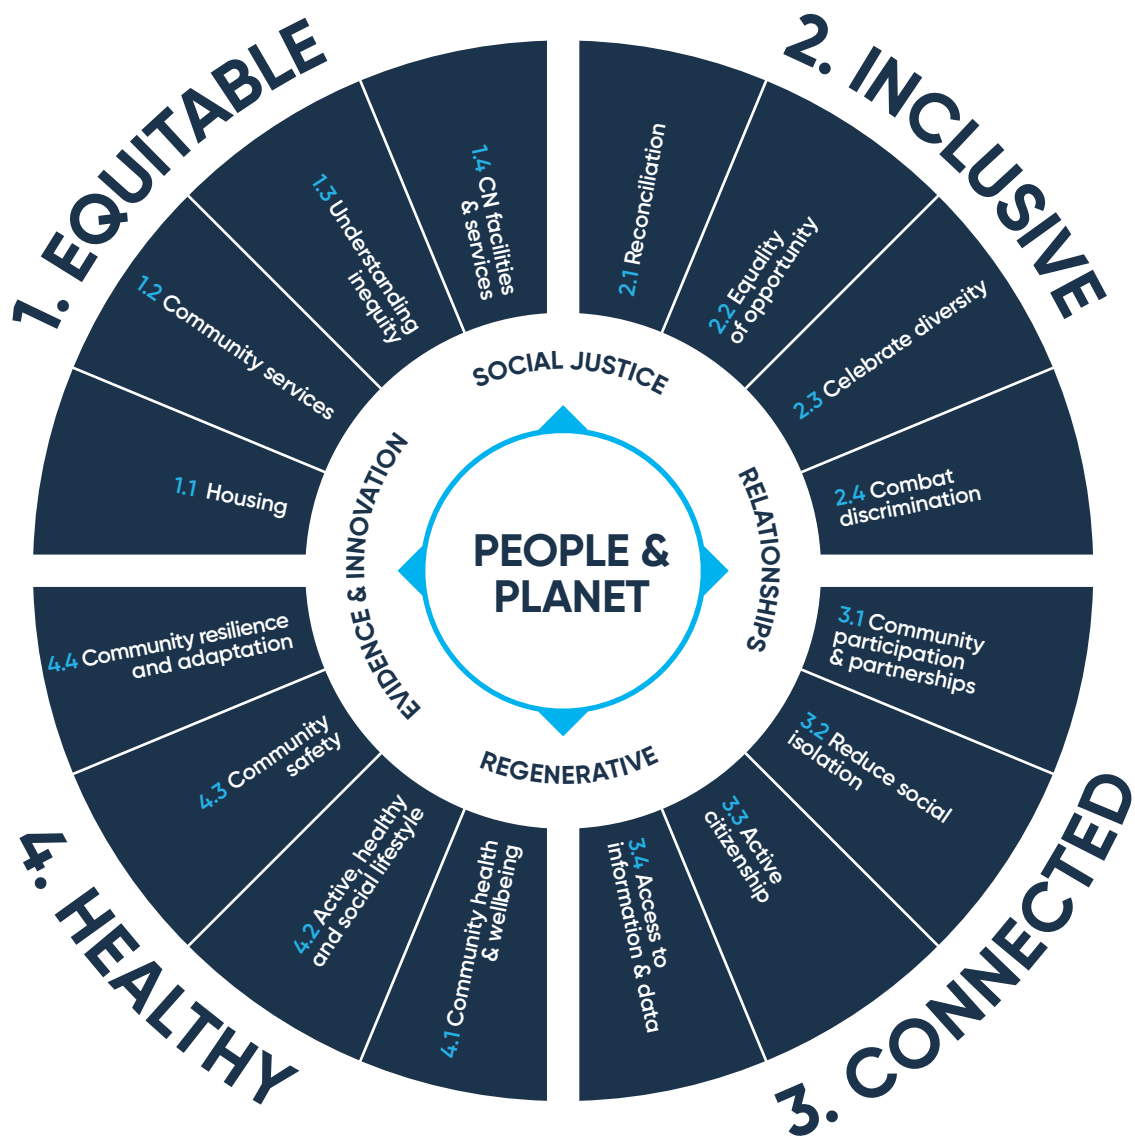 1. EQUITABLE
1.1 Housing
1.2 Community services
1.3 Understanding
inequity
1.4 CN facilities
& services
2. INCLUSIVE
2.1 Reconciliation
2.2 Equality
of opportunity
2.3 Celebrate diversity
2.4 Combat
discrimination
3. CONNECTED
3.1 Community
participation
& partnerships
3.2 Reduce social
isolation
3.3 Active
citizenship
3.4 Access to
information & data
4. HEALTHY
4.1 Community health
& wellbeing
4.2 Active, healthy
and social lifestyle
4.3 Community
safety
4.4 Community resilience
and adaptation
SOCIAL JUSTICE
RELATIONSHIPS
REGENERATIVE
EVIDENCE & INNOVATION
PEOPLE &
PLANET